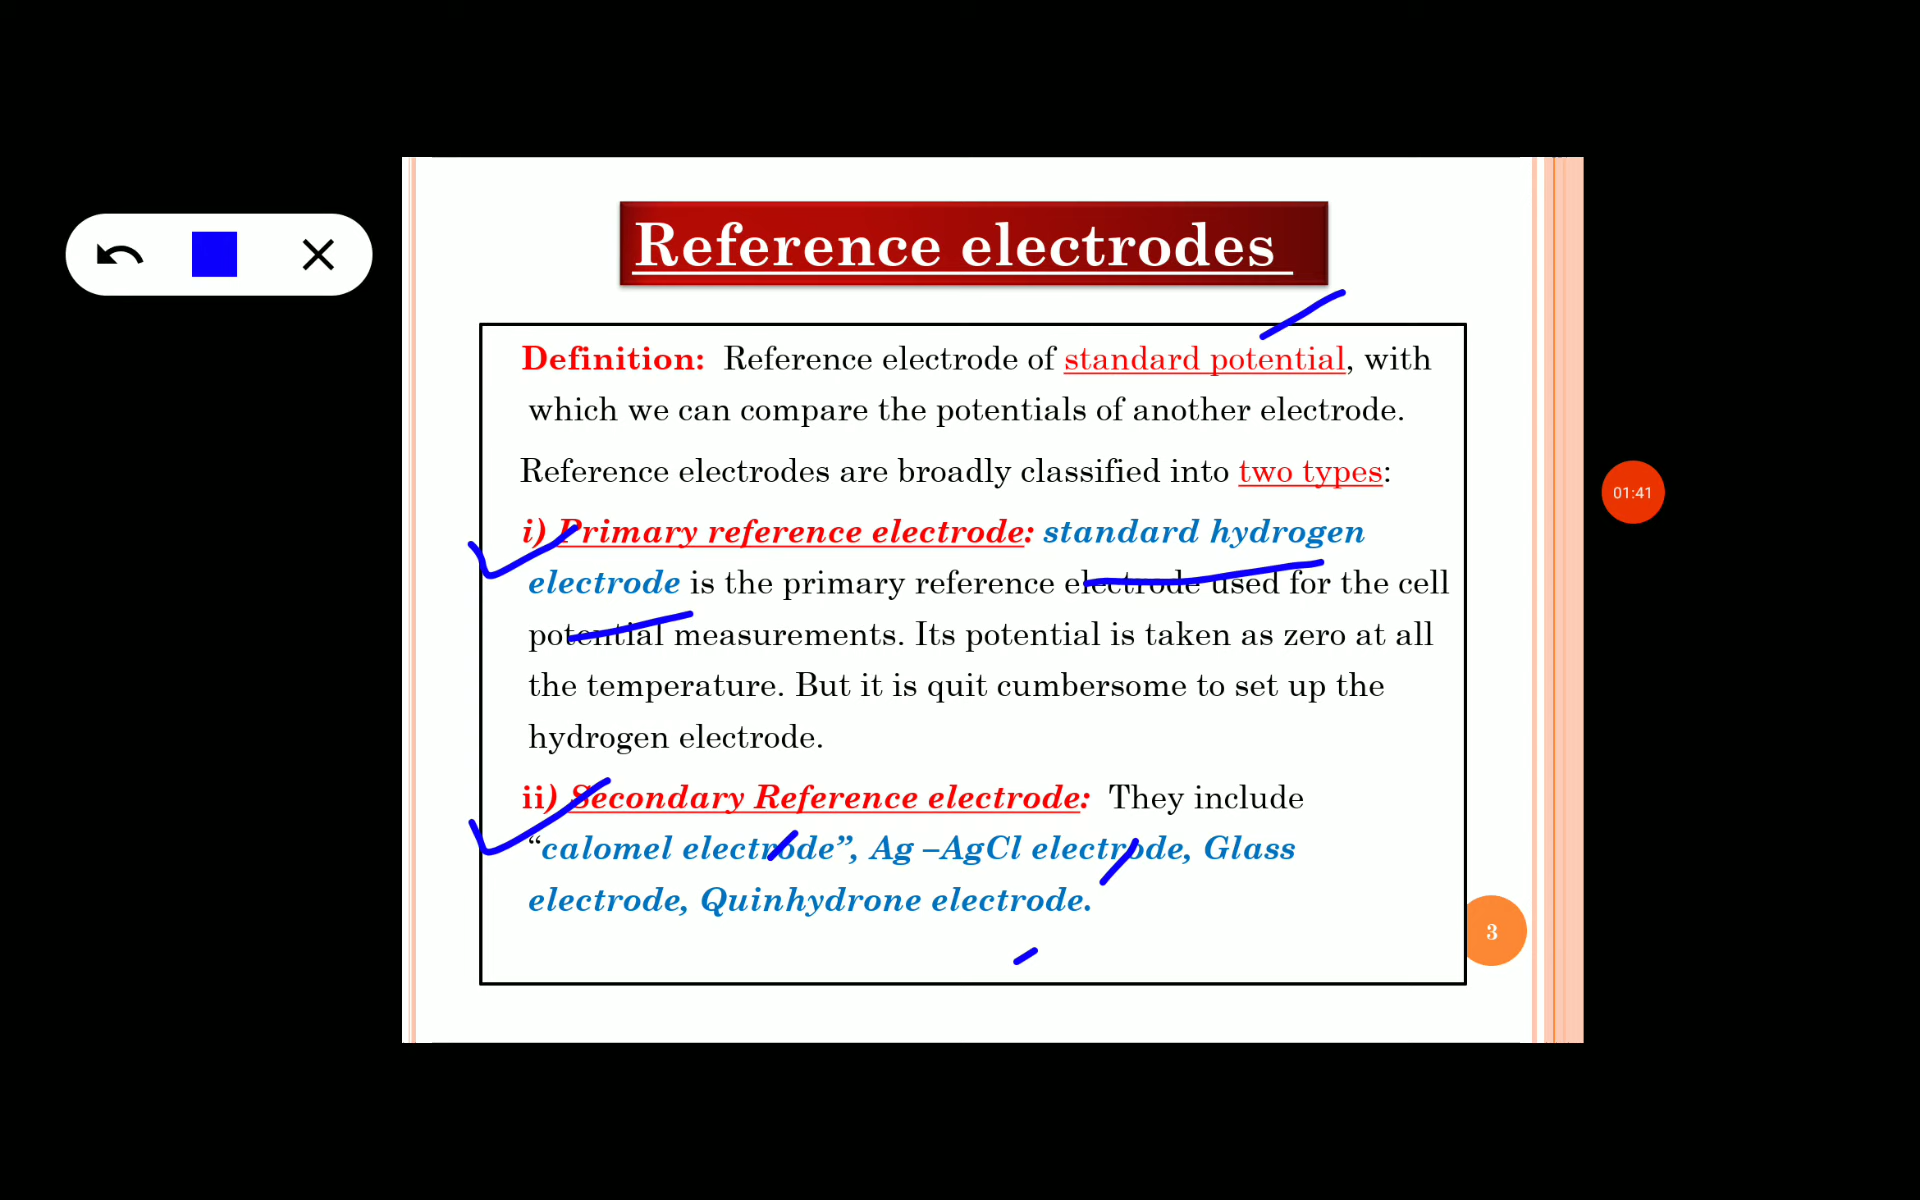 Reference electrodes
Definition: Reference electrode of standard potential, with
which we can compare the potentials of another electrode.
Reference electrodes are broadly classified into two types:
i) Primary reference electrode: standard hydrogen
electrode is the primary reference electrode used for the cell
potential measurements. Its potential is taken as zero at all
the temperature. But it is quit cumbersome to set up the
hydrogen electrode.
ii) Secondary Reference electrode: They include
“calomel electrode”, Ag –AgCl electrode, Glass
electrode, Quinhydrone electrode.
3
01:41